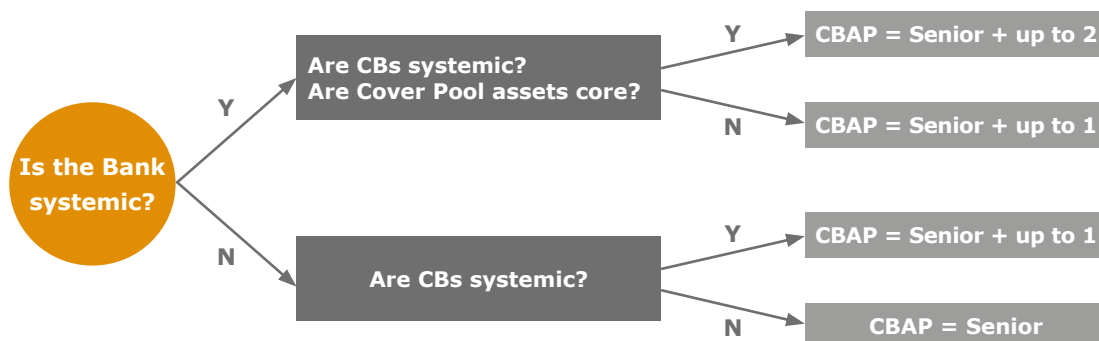 Is the Bank
systemic?
Y
N
Are CBs systemic?
Are Cover Pool assets core?
Y
CBAP = Senior + up to 2
N
CBAP = Senior + up to 1
Are CBs systemic?
Y
CBAP = Senior + up to 1
N
CBAP = Senior